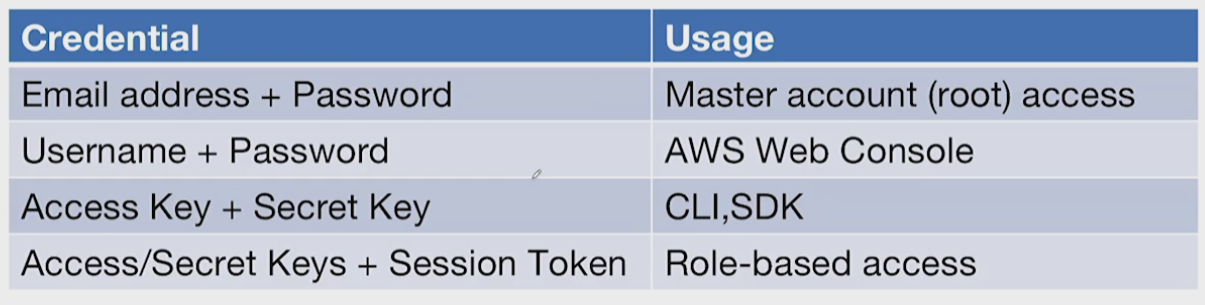 Credential Usage
Email address + Password Master account (root) access
Username + Password AWS Web Console
Access Key + Secret Key CLI,SDK
Access/Secret Keys + Session Token Role-based access